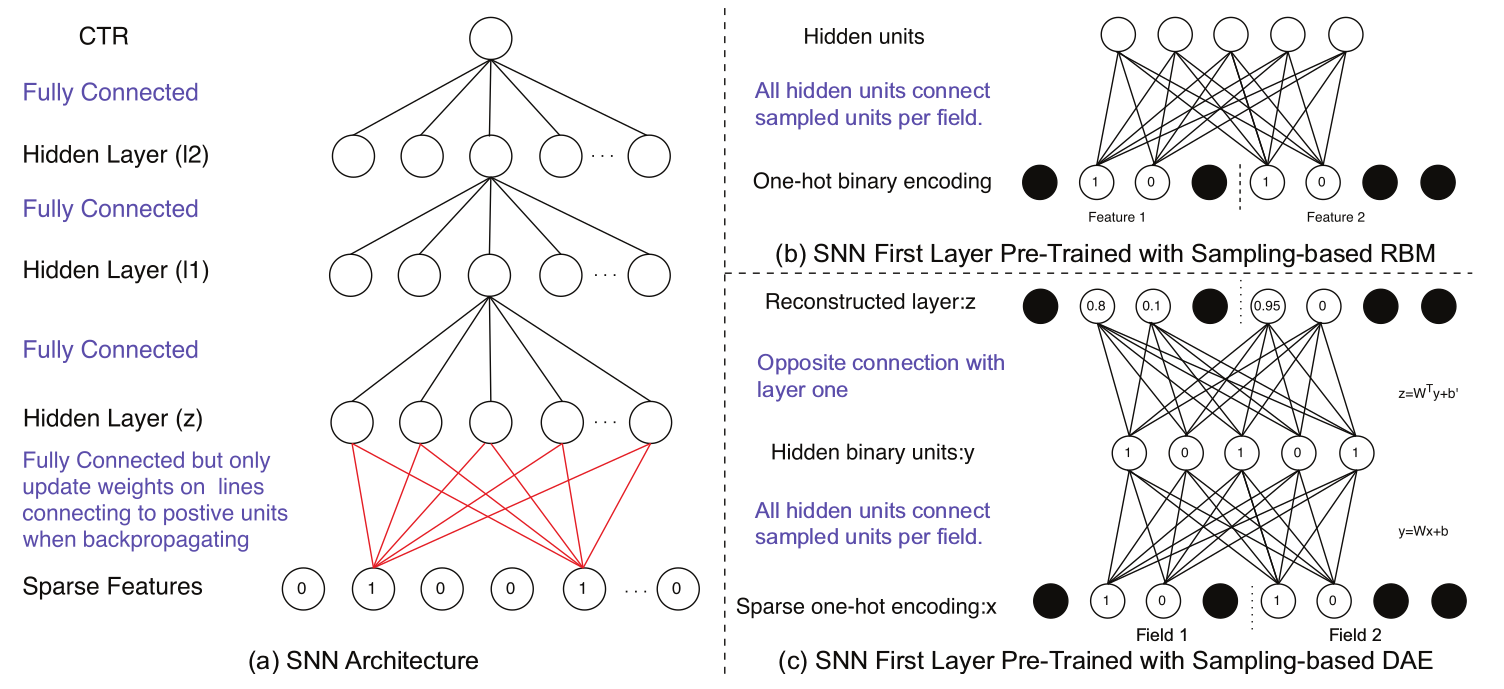 CTR
Fully Connected
Hidden Layer (l2)
. . .
Fully Connected
Hidden Layer (l1)
. . .
Fully Connected
Hidden Layer (z)
. . .
Fully Connected but only
update weights on lines
connecting to postive units
when backpropagating
Sparse Features
0 1 0 0 1 . . . 0
(a) SNN Architecture
Hidden units
All hidden units connect
sampled units per field.
One-hot binary encoding
1 0 1 0
Feature 1 Feature 2
(b) SNN First Layer Pre-Trained with Sampling-based RBM
Reconstructed layer:z
0.8 0.1 0.95 0
Opposite connection with
layer one
z=W^T y+b'
Hidden binary units:y
1 0 1 0 1
All hidden units connect
sampled units per field.
y=Wx+b
Sparse one-hot encoding:x
1 0 1 0
Field 1 Field 2
(c) SNN First Layer Pre-Trained with Sampling-based DAE